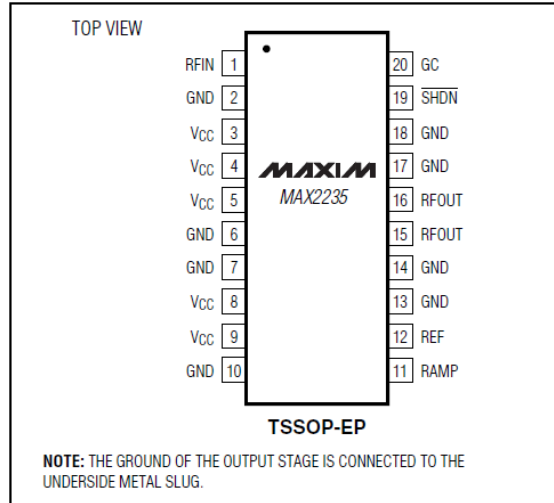 TOP VIEW
RFIN 1
GND 2
VCC 3
VCC 4
VCC 5
GND 6
GND 7
VCC 8
VCC 9
GND 10
MAXIM
MAX2235
20 GC
19 SHDN
18 GND
17 GND
16 RFOUT
15 RFOUT
14 GND
13 GND
12 REF
11 RAMP
TSSOP-EP
NOTE: THE GROUND OF THE OUTPUT STAGE IS CONNECTED TO THE
UNDERSIDE METAL SLUG.